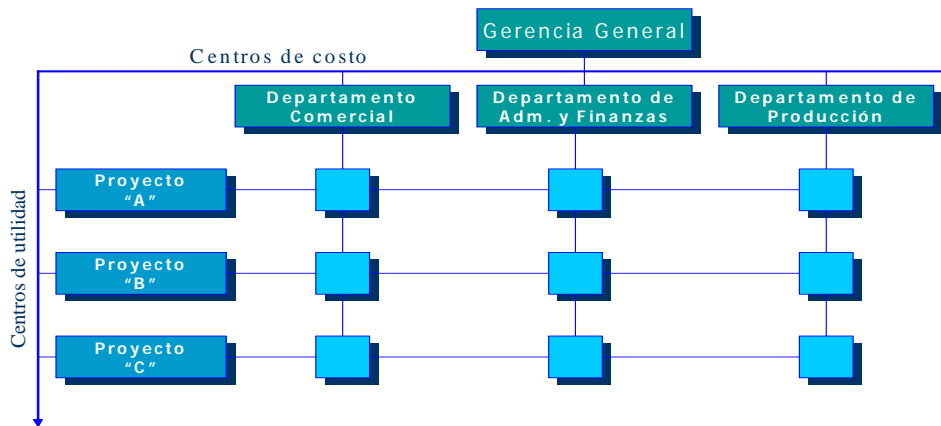 Gerencia General
Centros de costo
Departamento
Comercial
Departamento de
Adm. y Finanzas
Departamento de
Producción
Centros de utilidad
Proyecto
“A”
Proyecto
“B”
Proyecto
“C”